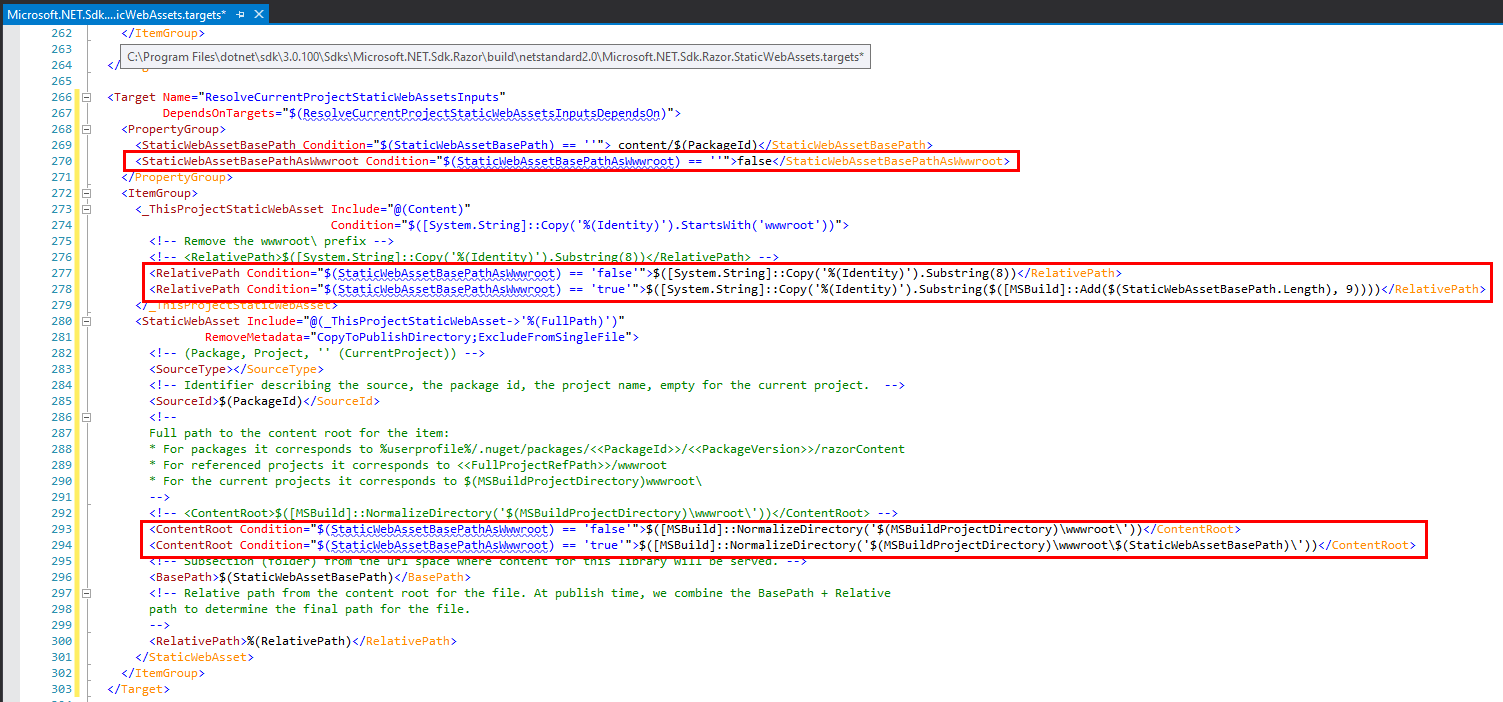 Microsoft.NET.Sdk....icWebAssets.targets*
262 </ItemGroup>
263
C:\Program Files\dotnet\sdk\3.0.100\Sdks\Microsoft.NET.Sdk.Razor\build\netstandard2.0\Microsoft.NET.Sdk.Razor.StaticWebAssets.targets*
264 </
265
266 <Target Name="ResolveCurrentProjectStaticWebAssetsInputs"
267 DependsOnTargets="$(ResolveCurrentProjectStaticWebAssetsInputsDependsOn)">
268 <PropertyGroup>
269 <StaticWebAssetBasePath Condition="$(StaticWebAssetBasePath) == ''">_content/$(PackageId)</StaticWebAssetBasePath>
270 <StaticWebAssetBasePathAsWwwroot Condition="$(StaticWebAssetBasePathAsWwwroot) == ''">false</StaticWebAssetBasePathAsWwwroot>
271 </PropertyGroup>
272 <ItemGroup>
273 <_ThisProjectStaticWebAsset Include="@(Content)"
274 Condition="$([System.String]::Copy('%(Identity)').StartsWith('wwwroot'))">
275 <!-- Remove the wwwroot\ prefix -->
276 <!-- <RelativePath>$([System.String]::Copy('%(Identity)').Substring(8))</RelativePath> -->
277 <RelativePath Condition="$(StaticWebAssetBasePathAsWwwroot) == 'false'">$([System.String]::Copy('%(Identity)').Substring(8))</RelativePath>
278 <RelativePath Condition="$(StaticWebAssetBasePathAsWwwroot) == 'true'">$([System.String]::Copy('%(Identity)').Substring($([MSBuild]::Add($(StaticWebAssetBasePath.Length), 9))))</RelativePath>
279 </_ThisProjectStaticWebAsset>
280 <StaticWebAsset Include="@(_ThisProjectStaticWebAsset->'%(FullPath)')"
281 RemoveMetadata="CopyToPublishDirectory;ExcludeFromSingleFile">
282 <!-- (Package, Project, '' (CurrentProject)) -->
283 <SourceType></SourceType>
284 <!-- Identifier describing the source, the package id, the project name, empty for the current project.  -->
285 <SourceId>$(PackageId)</SourceId>
286 <!--
287 Full path to the content root for the item:
288 * For packages it corresponds to %userprofile%/.nuget/packages/<<PackageId>>/<<PackageVersion>>/razorContent
289 * For referenced projects it corresponds to <<FullProjectRefPath>>/wwwroot
290 * For the current projects it corresponds to $(MSBuildProjectDirectory)wwwroot\
291 -->
292 <!-- <ContentRoot>$([MSBuild]::NormalizeDirectory('$(MSBuildProjectDirectory)\wwwroot\'))</ContentRoot> -->
293 <ContentRoot Condition="$(StaticWebAssetBasePathAsWwwroot) == 'false'">$([MSBuild]::NormalizeDirectory('$(MSBuildProjectDirectory)\wwwroot\'))</ContentRoot>
294 <ContentRoot Condition="$(StaticWebAssetBasePathAsWwwroot) == 'true'">$([MSBuild]::NormalizeDirectory('$(MSBuildProjectDirectory)\wwwroot\$(StaticWebAssetBasePath)\'))</ContentRoot>
295 <!-- Subsection (folder) from the url space where content for this library will be served. -->
296 <BasePath>$(StaticWebAssetBasePath)</BasePath>
297 <!-- Relative path from the content root for the file. At publish time, we combine the BasePath + Relative
298 path to determine the final path for the file.
299 -->
300 <RelativePath>%(RelativePath)</RelativePath>
301 </StaticWebAsset>
302 </ItemGroup>
303 </Target>